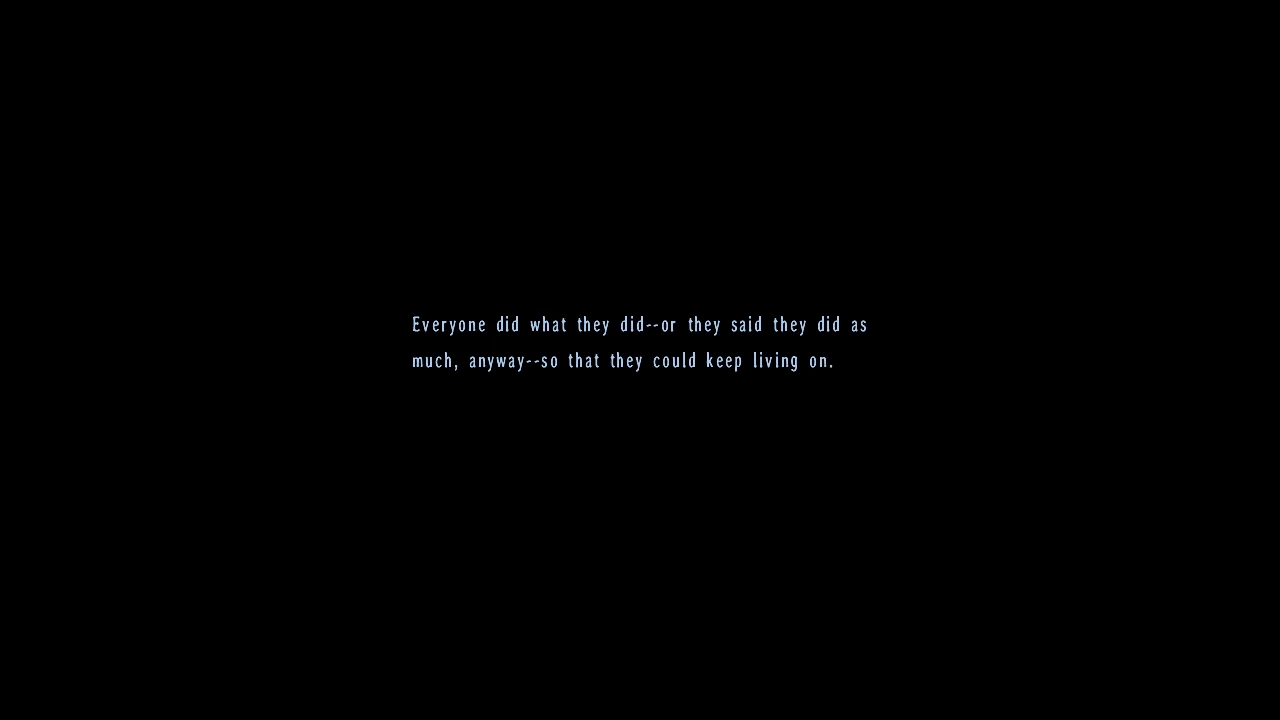 Everyone did what they did--or they said they did as
much, anyway--so that they could keep living on.